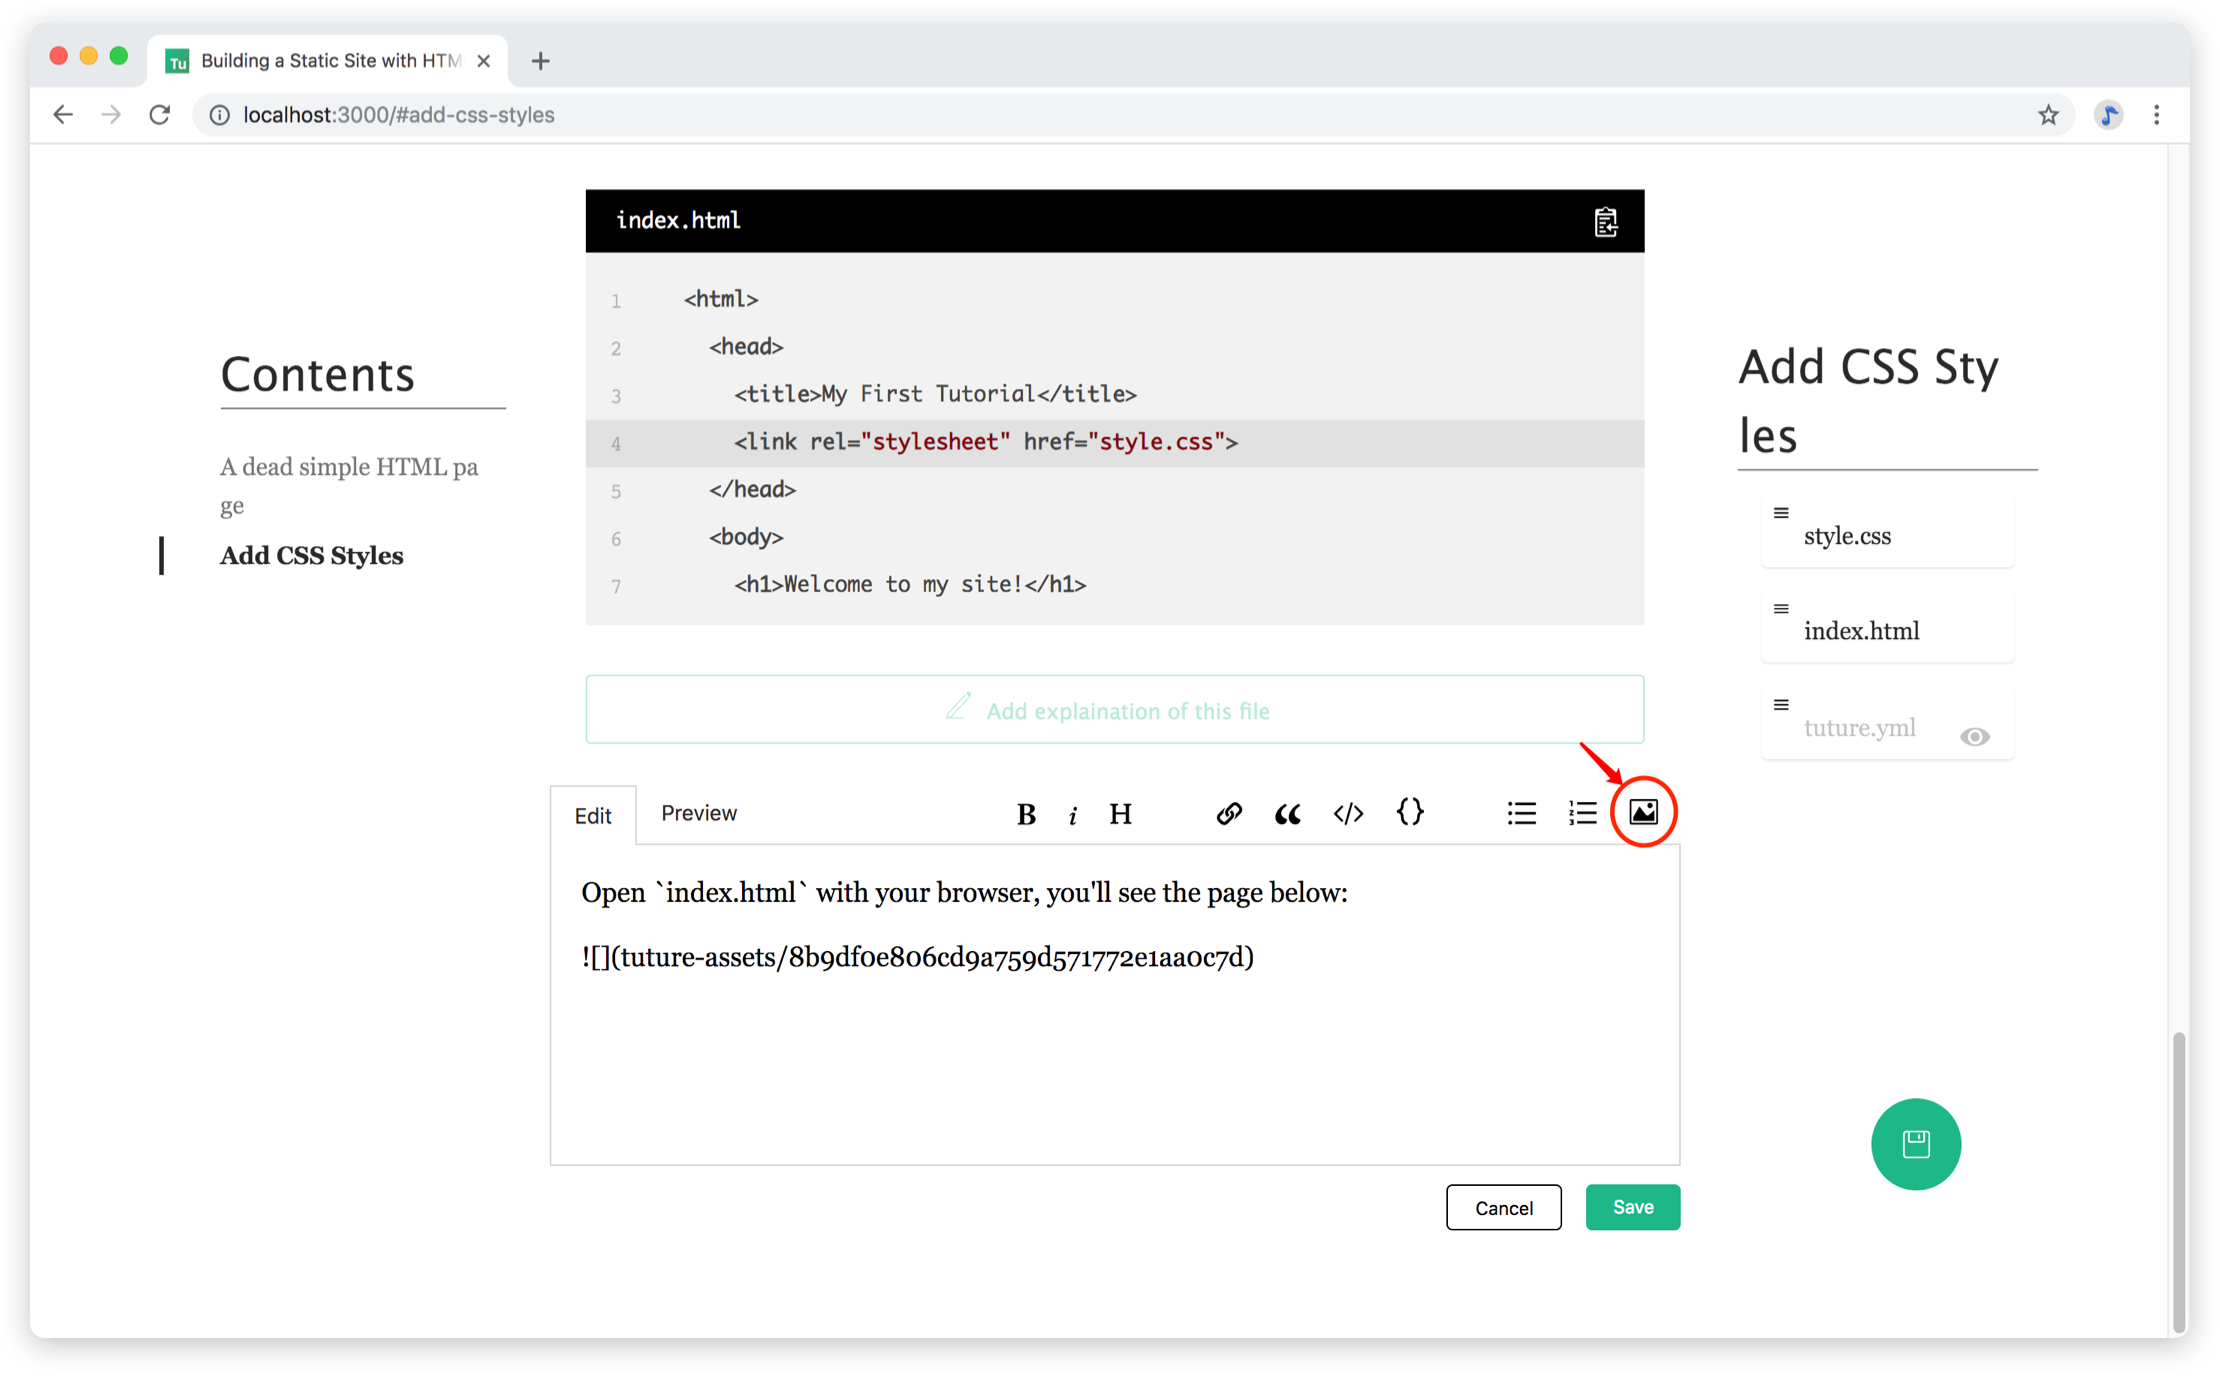 Tu Building a Static Site with HTM
localhost:3000/#add-css-styles
index.html
1 <html>
2 <head>
3 <title>My First Tutorial</title>
4 <link rel="stylesheet" href="style.css">
5 </head>
6 <body>
7 <h1>Welcome to my site!</h1>
Contents
A dead simple HTML pa
ge
Add CSS Styles
Add explaination of this file
Edit Preview B i H
Open `index.html` with your browser, you'll see the page below:
![](tuture-assets/8b9df0e806cd9a759d571772e1aa0c7d)
Cancel Save
Add CSS Sty
les
style.css
index.html
tuture.yml